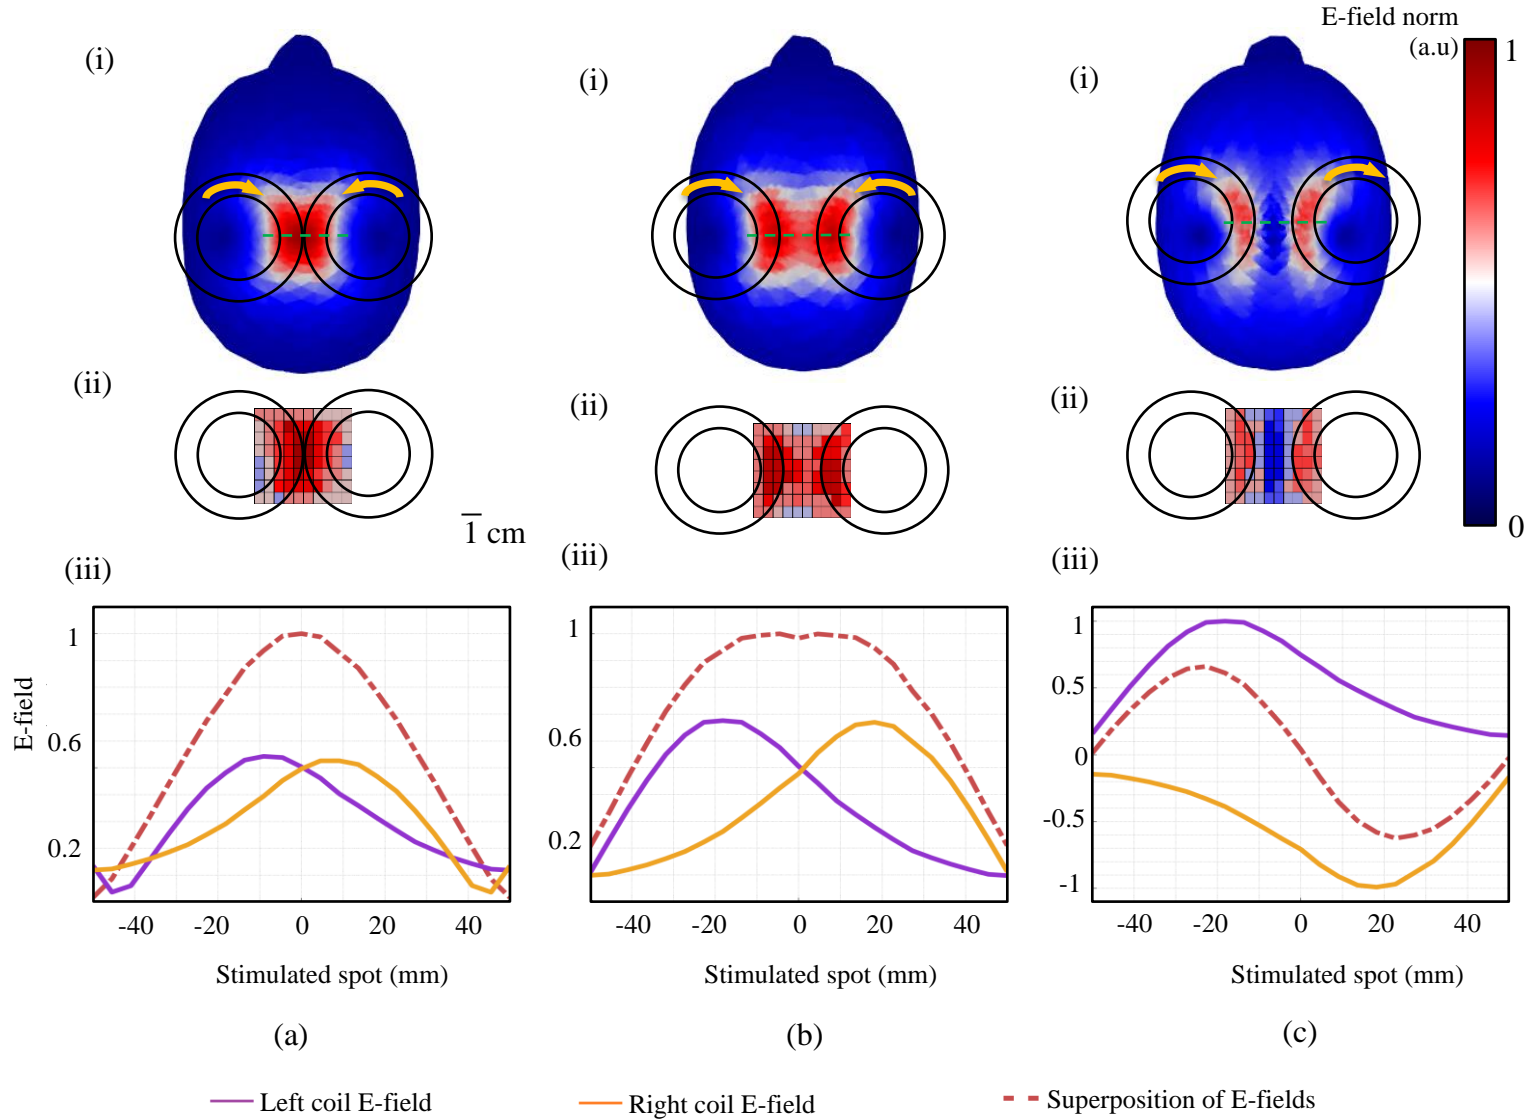 E-field norm
(a.u)
1
0
(i)
(i)
(i)
(ii)
(ii)
(ii)
1 cm
(iii)
(iii)
(iii)
E-field
1
0.6
0.2
-40 -20 0 20 40
Stimulated spot (mm)
(a)
1
0.6
0.2
-40 -20 0 20 40
Stimulated spot (mm)
(b)
1
0.5
0
-0.5
-1
-40 -20 0 20 40
Stimulated spot (mm)
(c)
Left coil E-field
Right coil E-field
Superposition of E-fields